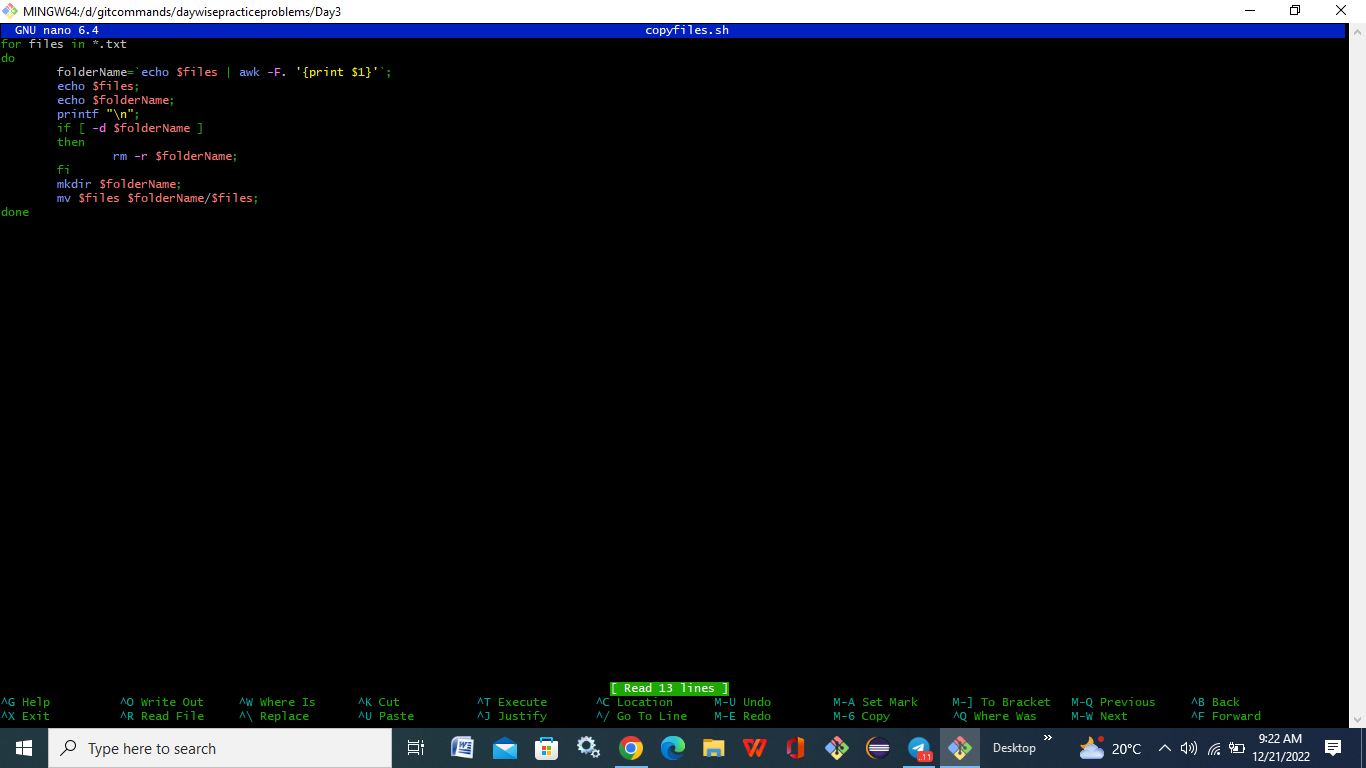 MINGW64:/d/gitcommands/daywisepracticeproblems/Day3
GNU nano 6.4 copyfiles.sh
for files in *.txt
do
folderName=`echo $files | awk -F. '{print $1}'`;
echo $files;
echo $folderName;
printf "\n";
if [ -d $folderName ]
then
rm -r $folderName;
fi
mkdir $folderName;
mv $files $folderName/$files;
done
[ Read 13 lines ]
^G Help ^O Write Out ^W Where Is ^K Cut ^T Execute ^C Location M-U Undo M-A Set Mark M-] To Bracket M-Q Previous ^B Back
^X Exit ^R Read File ^\ Replace ^U Paste ^J Justify ^/ Go To Line M-E Redo M-6 Copy ^Q Where Was M-W Next ^F Forward
Type here to search 11 Desktop » 20°C 9:22 AM
12/21/2022